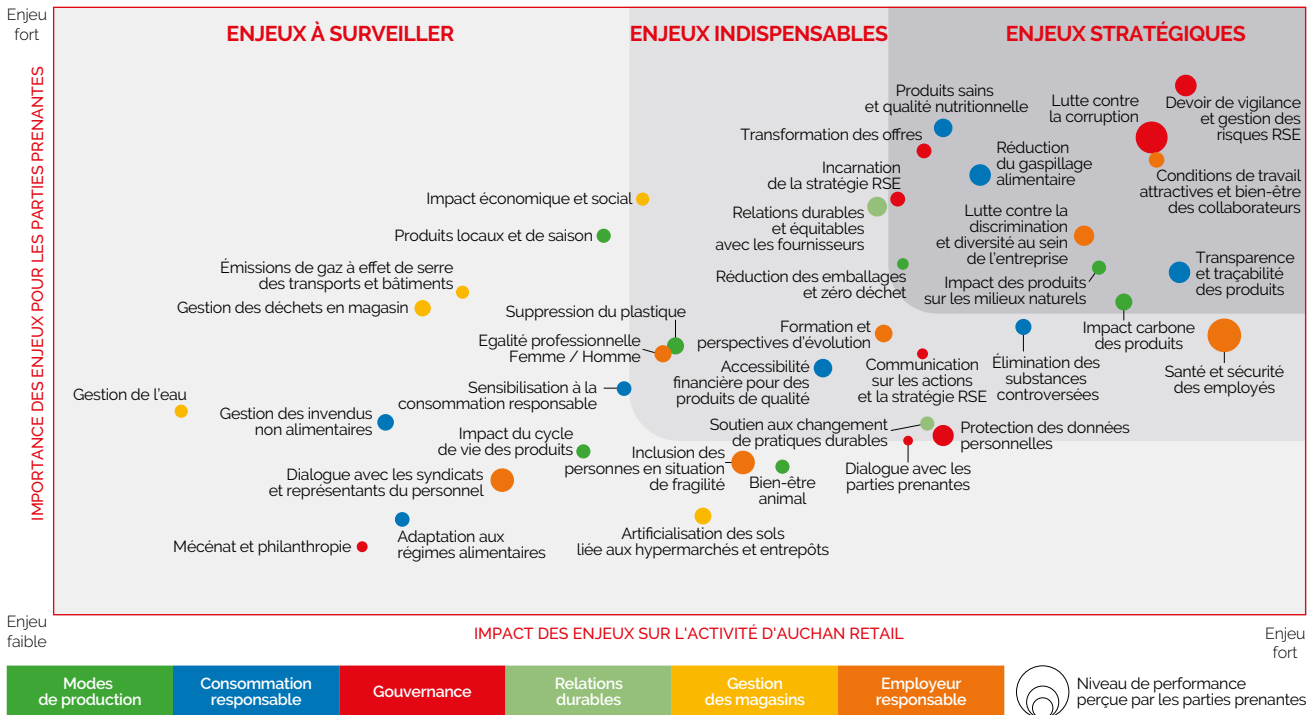 Enjeu
fort
ENJEUX À SURVEILLER
ENJEUX INDISPENSABLES
ENJEUX STRATÉGIQUES
IMPORTANCE DES ENJEUX POUR LES PARTIES PRENANTES
Produits sains
et qualité nutritionnelle
Lutte contre
la corruption
Devoir de vigilance
et gestion des
risques RSE
Transformation des offres
Réduction
du gaspillage
alimentaire
Incarnation
de la stratégie RSE
Conditions de travail
attractives et bien-être
des collaborateurs
Impact économique et social
Relations durables
et équitables
avec les fournisseurs
Lutte contre la
discrimination
et diversité au sein
de l'entreprise
Produits locaux et de saison
Transparence
et traçabilité
des produits
Émissions de gaz à effet de serre
des transports et bâtiments
Réduction des emballages
et zéro déchet
Impact des produits
sur les milieux naturels
Gestion des déchets en magasin
Suppression du plastique
Formation et
perspectives d'évolution
Impact carbone
des produits
Egalité professionnelle
Femme / Homme
Accessibilité
financière pour des
produits de qualité
Communication
sur les actions
et la stratégie RSE
Élimination des
substances
controversées
Santé et sécurité
des employés
Gestion de l'eau
Sensibilisation à la
consommation responsable
Gestion des invendus
non alimentaires
Soutien aux changement
de pratiques durables
Protection des données
personnelles
Impact du cycle
de vie des produits
Inclusion des
personnes en situation
de fragilité
Bien-être
animal
Dialogue avec les
parties prenantes
Dialogue avec les syndicats
et représentants du personnel
Adaptation aux
régimes alimentaires
Artificialisation des sols
liée aux hypermarchés et entrepôts
Mécénat et philanthropie
Enjeu
faible
IMPACT DES ENJEUX SUR L'ACTIVITÉ D'AUCHAN RETAIL
Enjeu
fort
Modes
de production
Consommation
responsable
Gouvernance
Relations
durables
Gestion
des magasins
Employeur
responsable
Niveau de performance
perçue par les parties prenantes